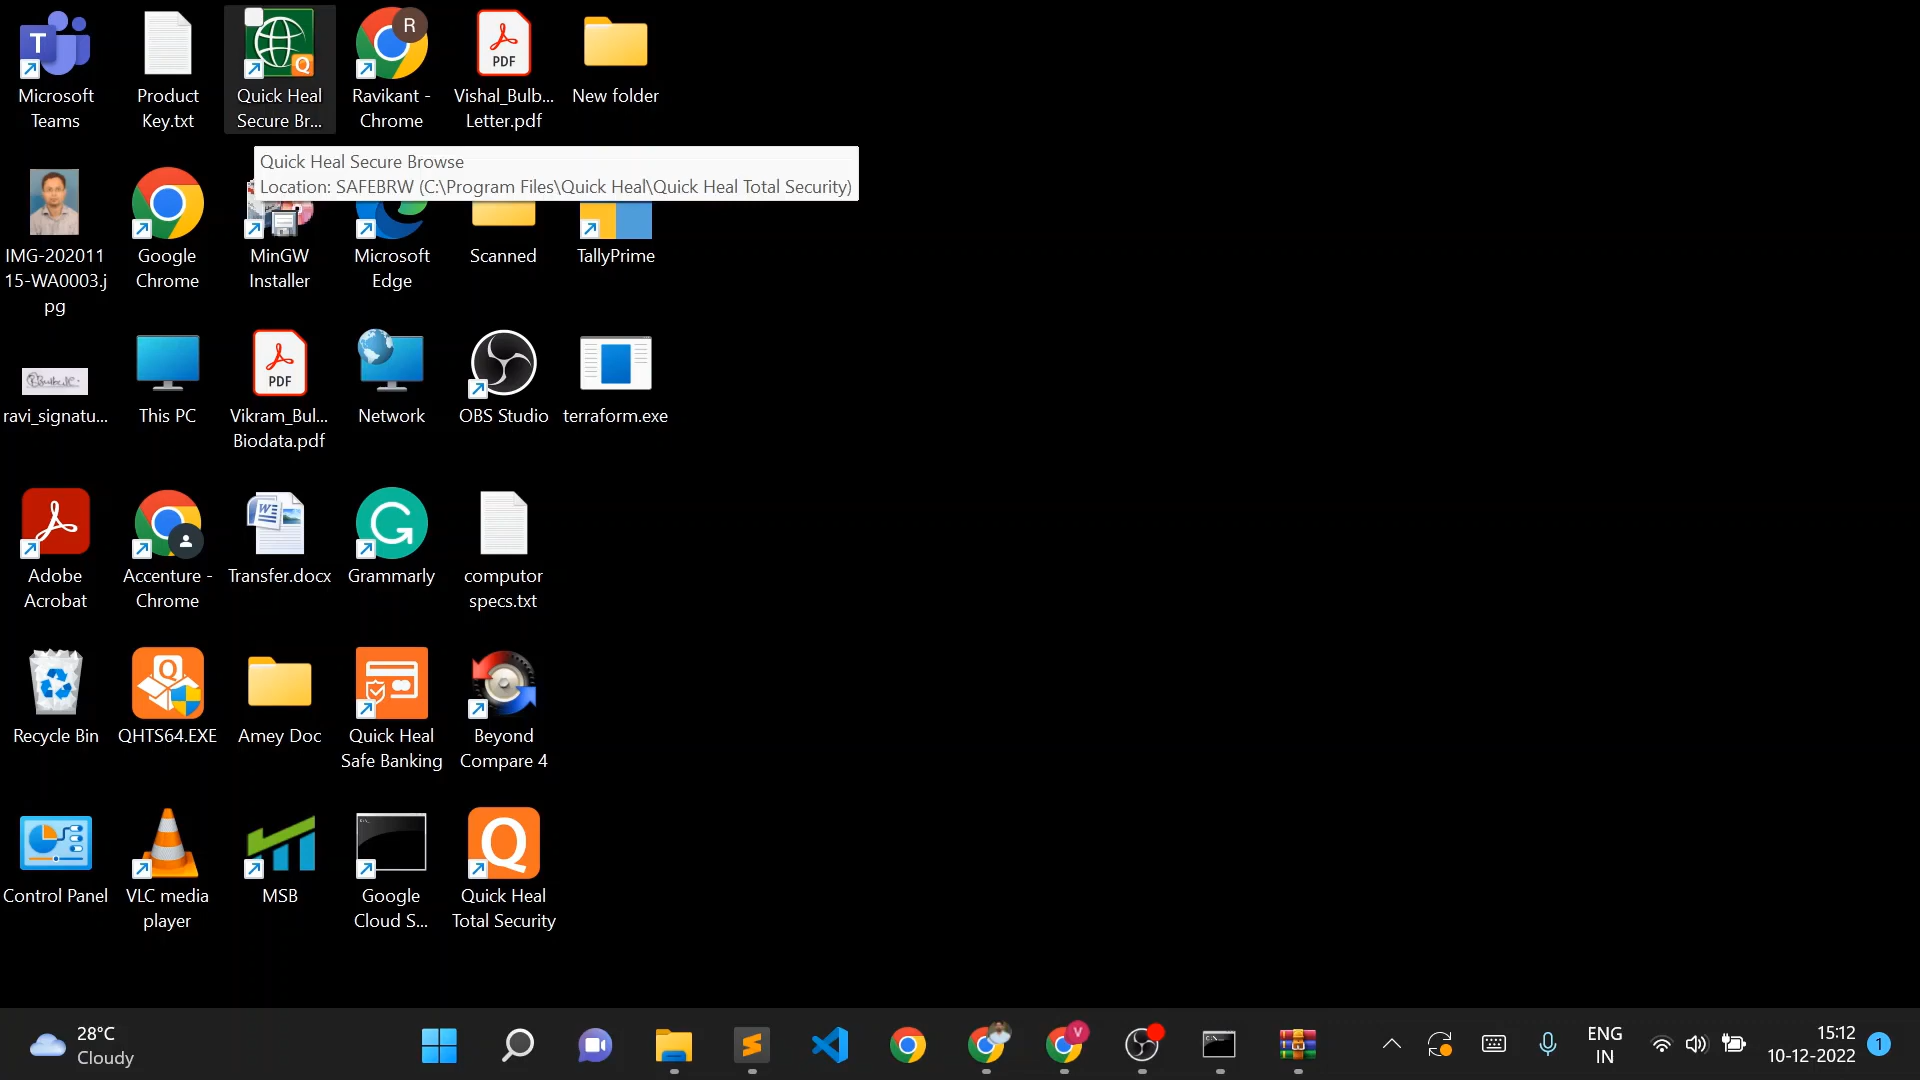 Microsoft
Teams
Product
Key.txt
Quick Heal
Secure Br...
R
Ravikant -
Chrome
PDF
Vishal_Bulb...
Letter.pdf
New folder
Quick Heal Secure Browse
Location: SAFEBRW (C:\Program Files\Quick Heal\Quick Heal Total Security)
IMG-202011
15-WA0003.j
pg
Google
Chrome
MinGW
Installer
Microsoft
Edge
Scanned
TallyPrime
ravi_signatu...
This PC
PDF
Vikram_Bul...
Biodata.pdf
Network
OBS Studio
terraform.exe
Adobe
Acrobat
Accenture -
Chrome
Transfer.docx
Grammarly
computor
specs.txt
Recycle Bin
QHTS64.EXE
Amey Doc
Quick Heal
Safe Banking
Beyond
Compare 4
Control Panel
VLC media
player
MSB
Google
Cloud S...
Quick Heal
Total Security
28°C
Cloudy
V
ENG
IN
15:12
10-12-2022
1